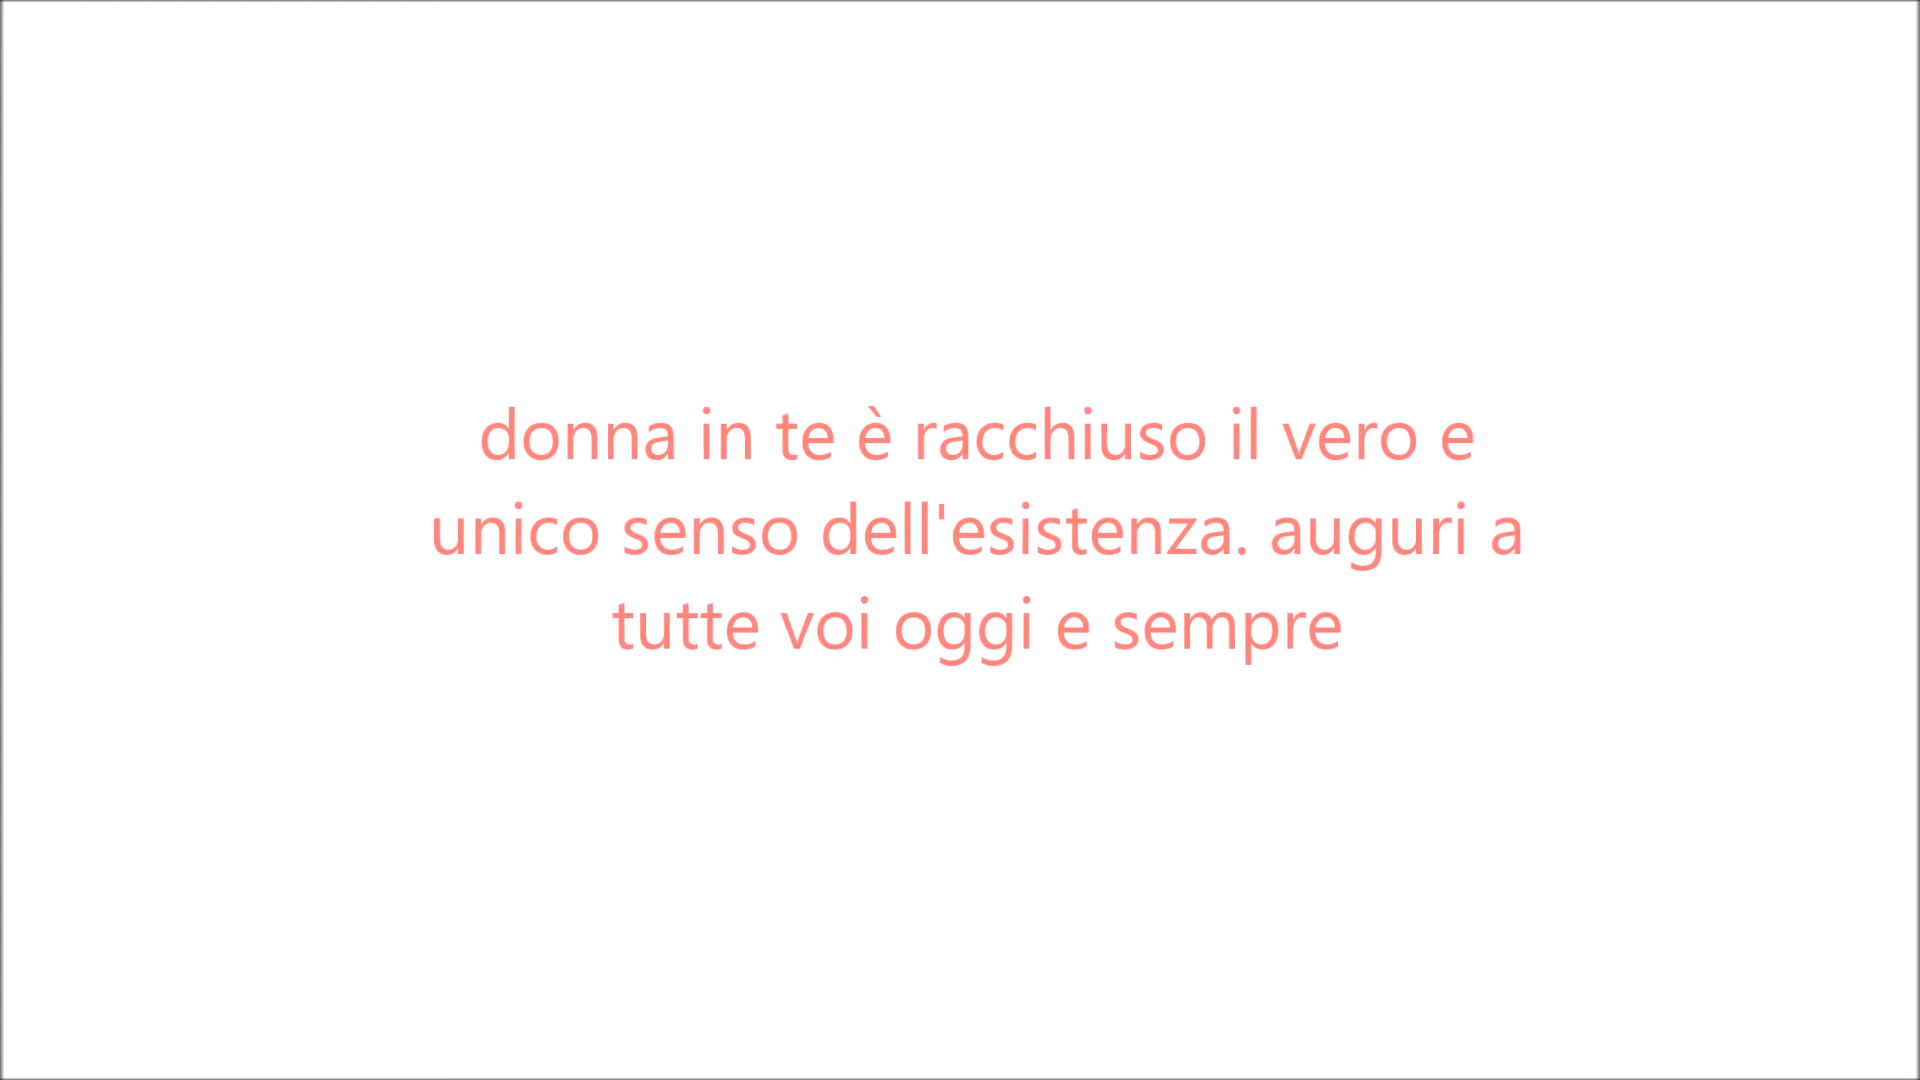 donna in te è racchiuso il vero e
unico senso dell'esistenza. auguri a
tutte voi oggi e sempre